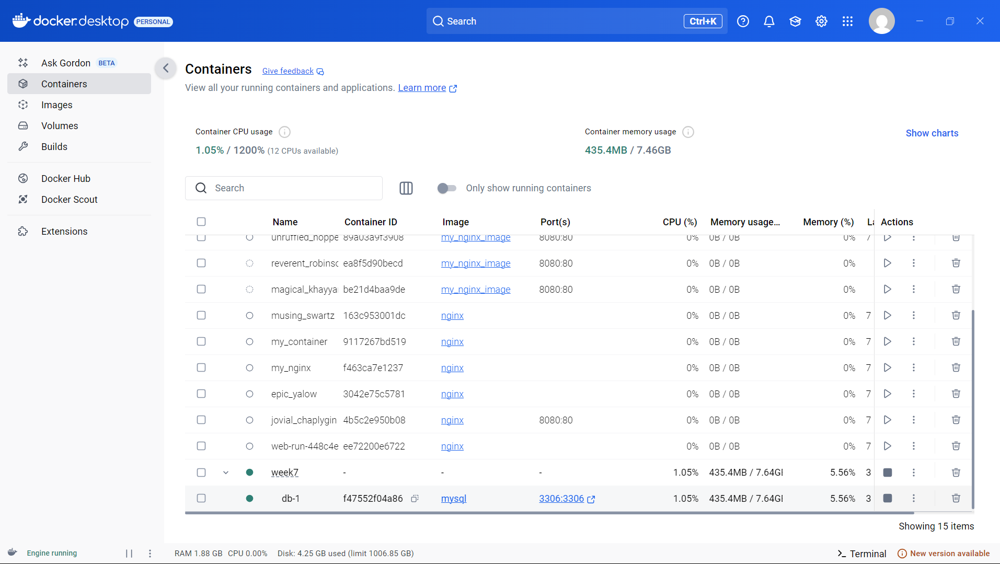 docker.desktop PERSONAL
Search Ctrl+K
Ask Gordon BETA
Containers
Images
Volumes
Builds
Docker Hub
Docker Scout
Extensions
Containers Give feedback
View all your running containers and applications. Learn more
Container CPU usage
1.05% / 1200% (12 CPUs available)
Container memory usage
435.4MB / 7.46GB
Show charts
Search
Only show running containers
Name Container ID Image Port(s) CPU (%) Memory usage... Memory (%) La Actions
unruffled_hoppe 89a03a9f3908 my_nginx_image 8080:80 0% 0B / 0B 0% 7
reverent_robinsc ea8f5d90becd my_nginx_image 8080:80 0% 0B / 0B 0%
magical_khayya be21d4baa9de my_nginx_image 8080:80 0% 0B / 0B 0%
musing_swartz 163c953001dc nginx 0% 0B / 0B 0% 7
my_container 9117267bd519 nginx 0% 0B / 0B 0% 7
my_nginx f463ca7e1237 nginx 0% 0B / 0B 0% 7
epic_yalow 3042e75c5781 nginx 0% 0B / 0B 0% 7
jovial_chaplygin 4b5c2e950b08 nginx 8080:80 0% 0B / 0B 0% 7
web-run-448c4e ee72200e6722 nginx 0% 0B / 0B 0% 7
week7 - - - 1.05% 435.4MB / 7.64G 5.56% 3
db-1 f47552f04a86 mysql 3306:3306 1.05% 435.4MB / 7.64G 5.56% 3
Showing 15 items
Engine running
RAM 1.88 GB CPU 0.00% Disk: 4.25 GB used (limit 1006.85 GB)
Terminal
New version available